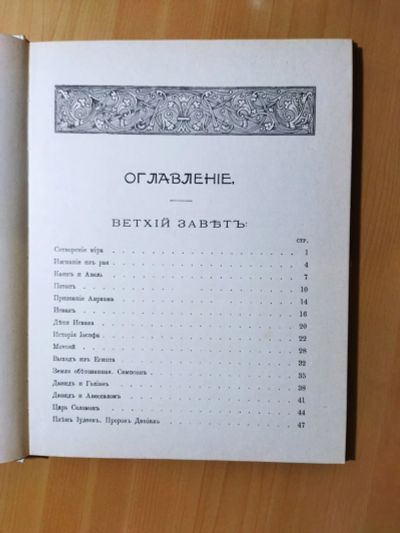 ОГЛАВЛЕНІЕ.
ВЕТХІЙ ЗАВѢТЪ:
СТР.
Сотвореніе міра . . . . . . . . . . . . 1
Изгнаніе изъ рая . . . . . . . . . . . . 4
Каинъ и Авель . . . . . . . . . . . . 7
Потопъ . . . . . . . . . . . . 10
Призваніе Авраама . . . . . . . . . . . . 14
Исаакъ . . . . . . . . . . . . 16
Дѣти Исаака . . . . . . . . . . . . 20
Исторія Іосифа . . . . . . . . . . . . 22
Моисей . . . . . . . . . . . . 28
Выходъ изъ Египта . . . . . . . . . . . . 32
Земля обѣтованная. Самсонъ . . . . . . . . . . 35
Давидъ и Голіаѳъ . . . . . . . . . . . . 38
Давидъ и Авессаломъ . . . . . . . . . . . . 41
Царь Соломонъ . . . . . . . . . . . . 44
Плѣнъ Іудеевъ. Пророкъ Даніилъ . . . . . . . . 47